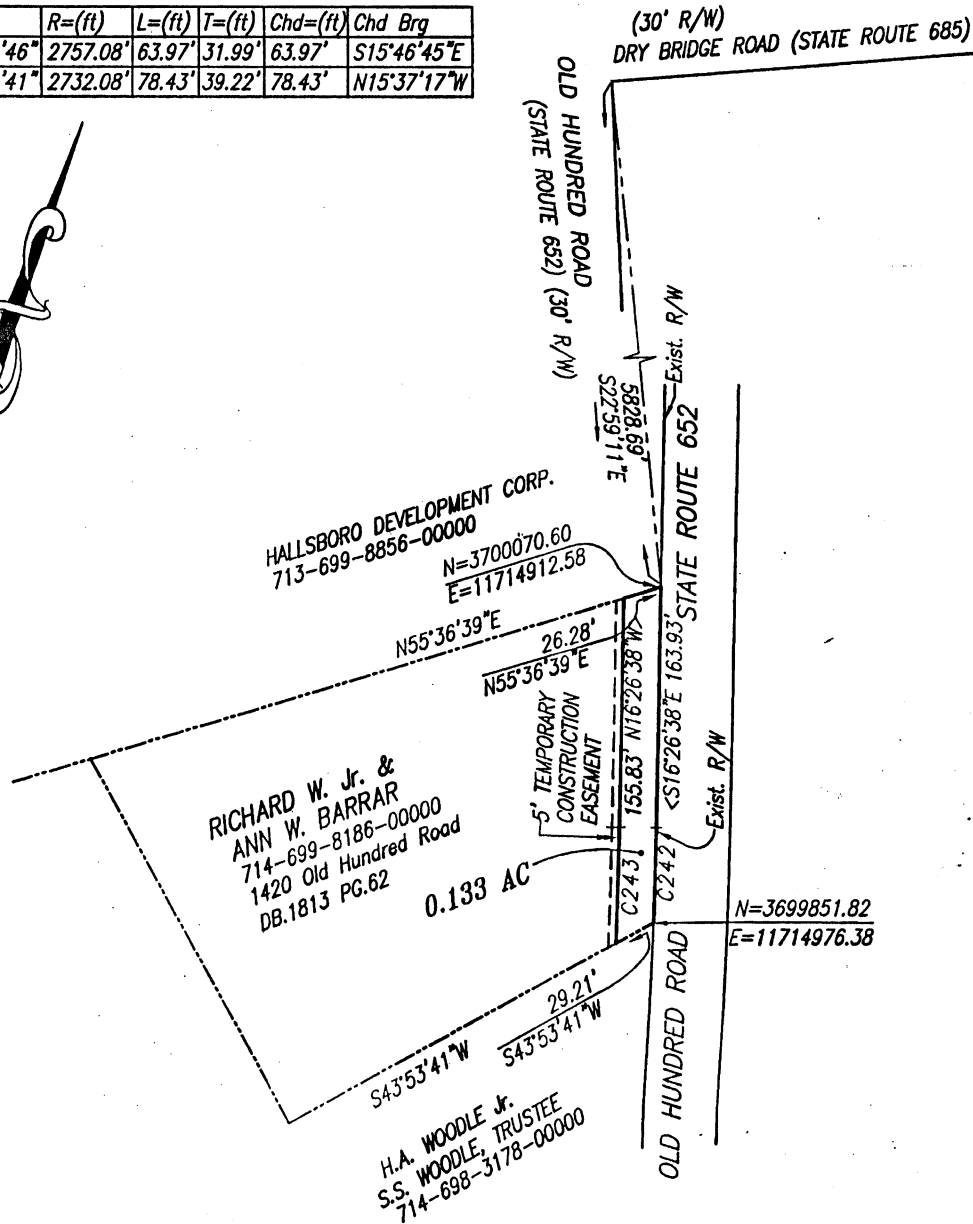 R=(ft) L=(ft) T=(ft) Chd=(ft) Chd Brg
'46" 2757.08' 63.97' 31.99' 63.97' S15°46'45"E
'41" 2732.08' 78.43' 39.22' 78.43' N15°37'17"W
(30' R/W)
DRY BRIDGE ROAD (STATE ROUTE 685)
OLD HUNDRED ROAD
(STATE ROUTE 652) (30' R/W)
5828.69'
S22°59'11"E
Exist. R/W
STATE ROUTE 652
HALLSBORO DEVELOPMENT CORP.
713-699-8856-00000
N=3700070.60
E=11714912.58
N55°36'39"E
26.28'
N55°36'39"E
5' TEMPORARY
CONSTRUCTION
EASEMENT
155.83' N16°26'38"W
<S16°26'38"E 163.93'
Exist. R/W
RICHARD W. Jr. &
ANN W. BARRAR
714-699-8186-00000
1420 Old Hundred Road
DB.1813 PG.62
0.133 AC
C243
C242
N=3699851.82
E=11714976.38
29.21'
S43°53'41"W
S43°53'41"W
OLD HUNDRED ROAD
H.A. WOODLE Jr.
S.S. WOODLE, TRUSTEE
714-698-3178-00000